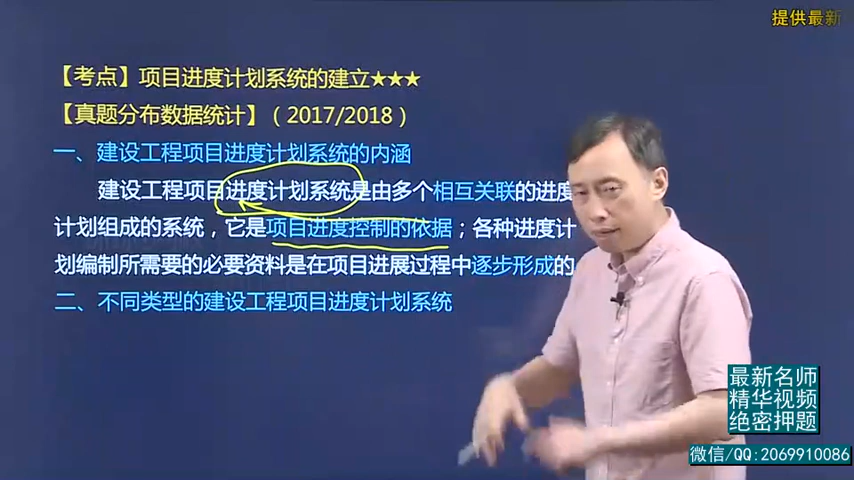 提供最新
【考点】项目进度计划系统的建立★★★
【真题分布数据统计】（2017/2018）
一、建设工程项目进度计划系统的内涵
建设工程项目进度计划系统是由多个相互关联的进度
计划组成的系统，它是项目进度控制的依据；各种进度计
划编制所需要的必要资料是在项目进展过程中逐步形成的
二、不同类型的建设工程项目进度计划系统
最新名师
精华视频
绝密押题
微信/QQ:2069910086